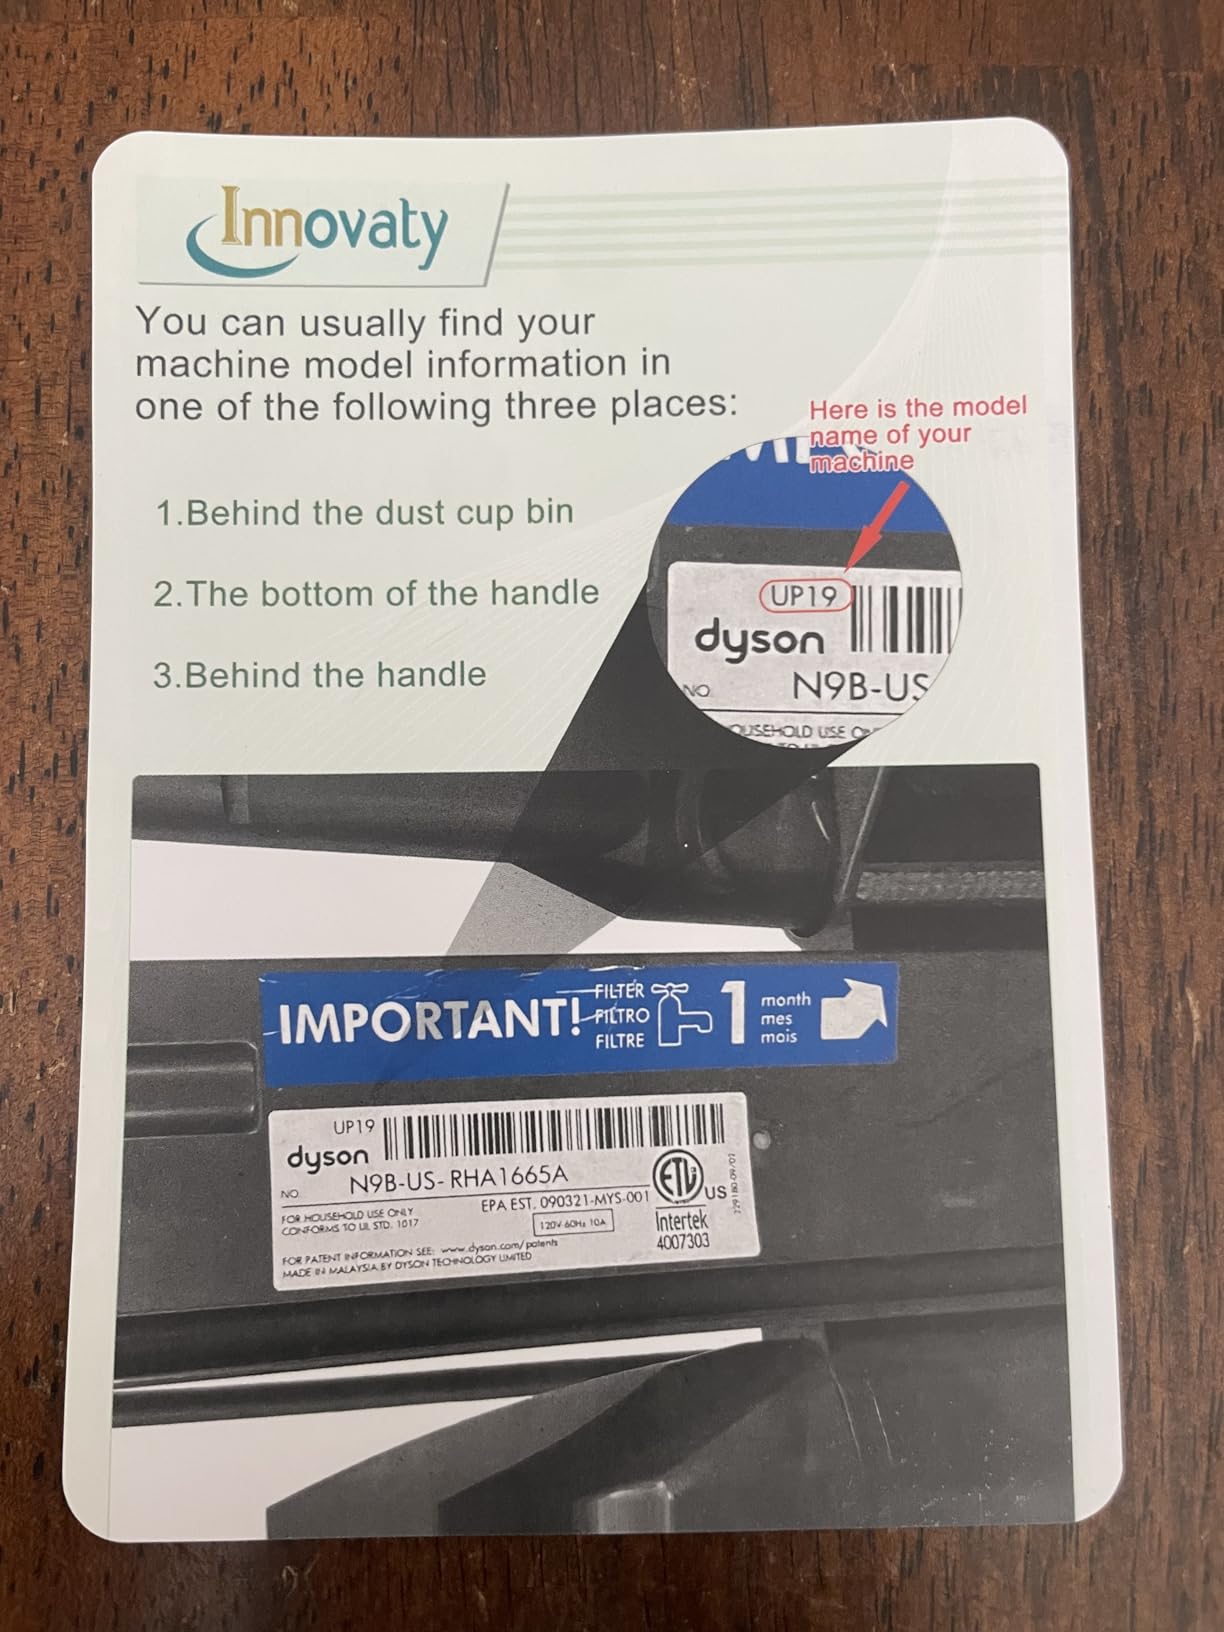 Innovaty
You can usually find your
machine model information in
one of the following three places:
Here is the model
name of your
machine
1.Behind the dust cup bin
2.The bottom of the handle
3.Behind the handle
UP19
dyson
NO.
N9B-US
HOUSEHOLD USE
IMPORTANT!
FILTER
FILTRO
FILTRE
1
month
mes
mois
UP19
dyson
NO.
N9B-US-RHA1665A
EPA EST. 090321-MYS-001
FOR HOUSEHOLD USE ONLY
CONFORMS TO UL STD. 1017
120V 60Hz 10A
ETL
US
Intertek
4007303
FOR PATENT INFORMATION SEE: www.dyson.com/patents
MADE IN MALAYSIA BY DYSON TECHNOLOGY LIMITED